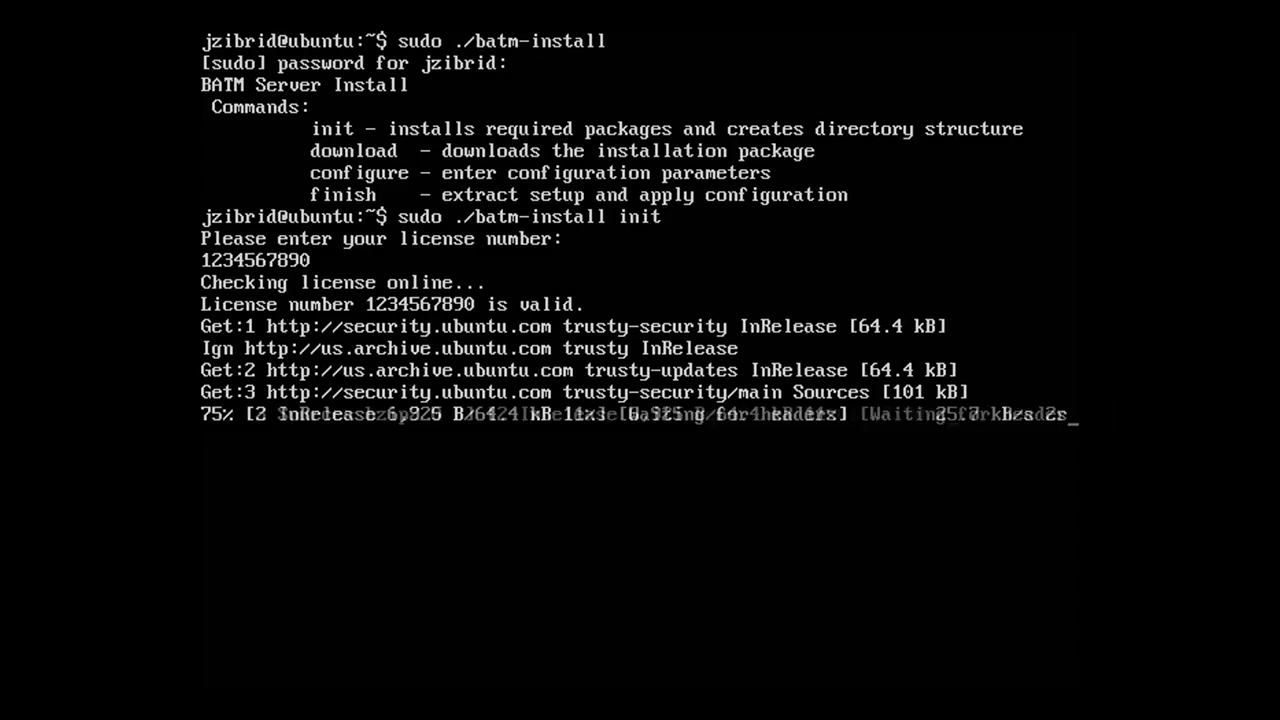 jzibrid@ubuntu:~$ sudo ./batm-install
[sudo] password for jzibrid:
BATM Server Install
Commands:
init - installs required packages and creates directory structure
download - downloads the installation package
configure - enter configuration parameters
finish - extract setup and apply configuration
jzibrid@ubuntu:~$ sudo ./batm-install init
Please enter your license number:
1234567890
Checking license online...
License number 1234567890 is valid.
Get:1 http://security.ubuntu.com trusty-security InRelease [64.4 kB]
Ign http://us.archive.ubuntu.com trusty InRelease
Get:2 http://us.archive.ubuntu.com trusty-updates InRelease [64.4 kB]
Get:3 http://security.ubuntu.com trusty-security/main Sources [101 kB]
75% [2